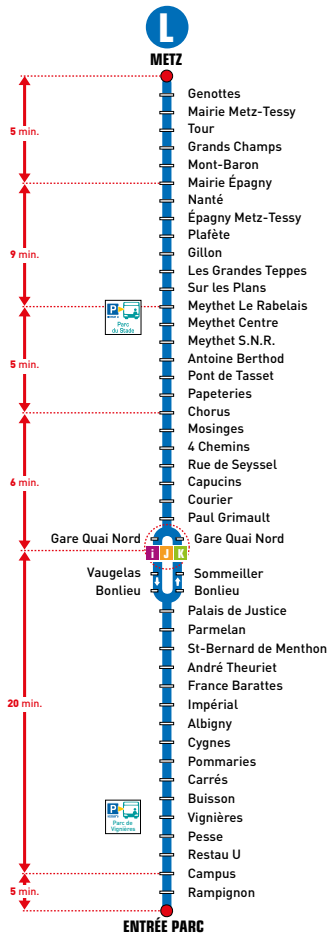 L
METZ
Genottes
Mairie Metz-Tessy
Tour
5 min.
Grands Champs
Mont-Baron
Mairie Épagny
Nanté
Épagny Metz-Tessy
Plafète
9 min.
Gillon
Les Grandes Teppes
Sur les Plans
Meythet Le Rabelais
P
Parc
du Stade
Meythet Centre
Meythet S.N.R.
Antoine Berthod
5 min.
Pont de Tasset
Papeteries
Chorus
Mosinges
4 Chemins
Rue de Seyssel
6 min.
Capucins
Courier
Paul Grimault
Gare Quai Nord
Gare Quai Nord
i J K
Vaugelas
Sommeiller
Bonlieu
Bonlieu
Palais de Justice
Parmelan
St-Bernard de Menthon
André Theuriet
France Barattes
20 min.
Impérial
Albigny
Cygnes
Pommaries
Carrés
Buisson
P
Parc de
Vignières
Vignières
Pesse
Restau U
Campus
5 min.
Rampignon
ENTRÉE PARC